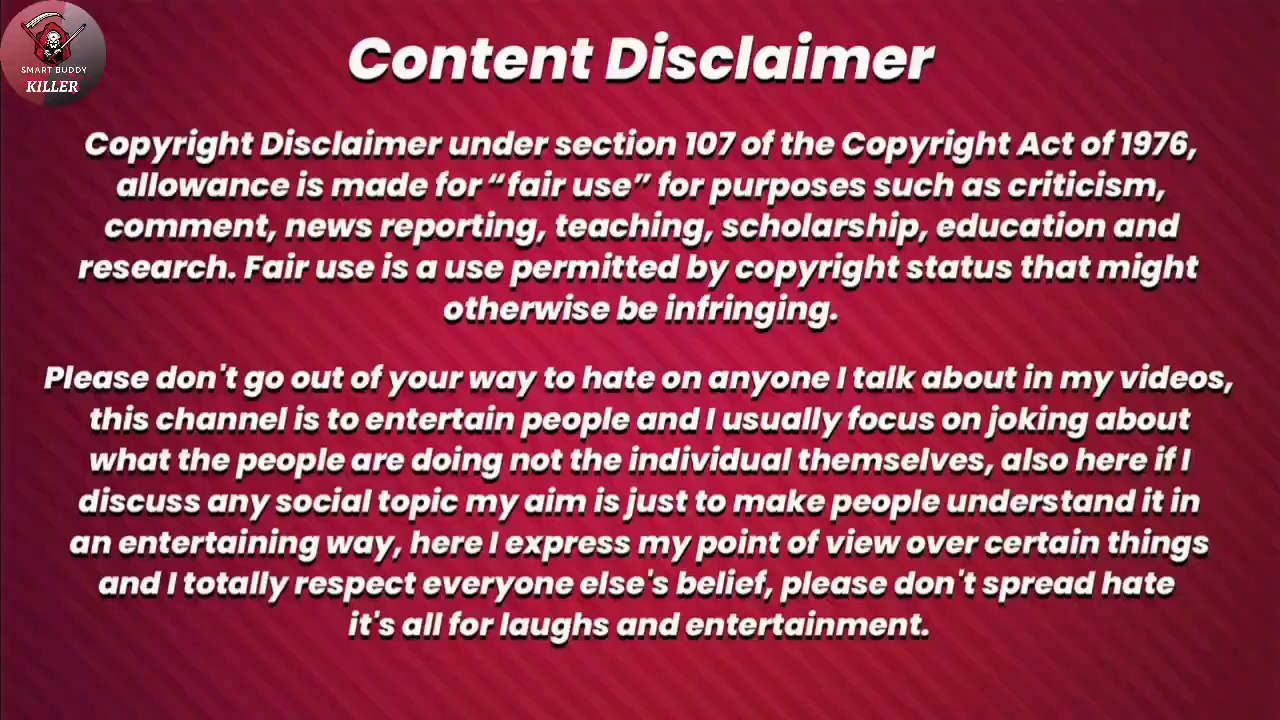 SMART BUDDY
KILLER
Content Disclaimer
Copyright Disclaimer under section 107 of the Copyright Act of 1976,
allowance is made for “fair use” for purposes such as criticism,
comment, news reporting, teaching, scholarship, education and
research. Fair use is a use permitted by copyright status that might
otherwise be infringing.
Please don't go out of your way to hate on anyone I talk about in my videos,
this channel is to entertain people and I usually focus on joking about
what the people are doing not the individual themselves, also here if I
discuss any social topic my aim is just to make people understand it in
an entertaining way, here I express my point of view over certain things
and I totally respect everyone else's belief, please don't spread hate
it's all for laughs and entertainment.